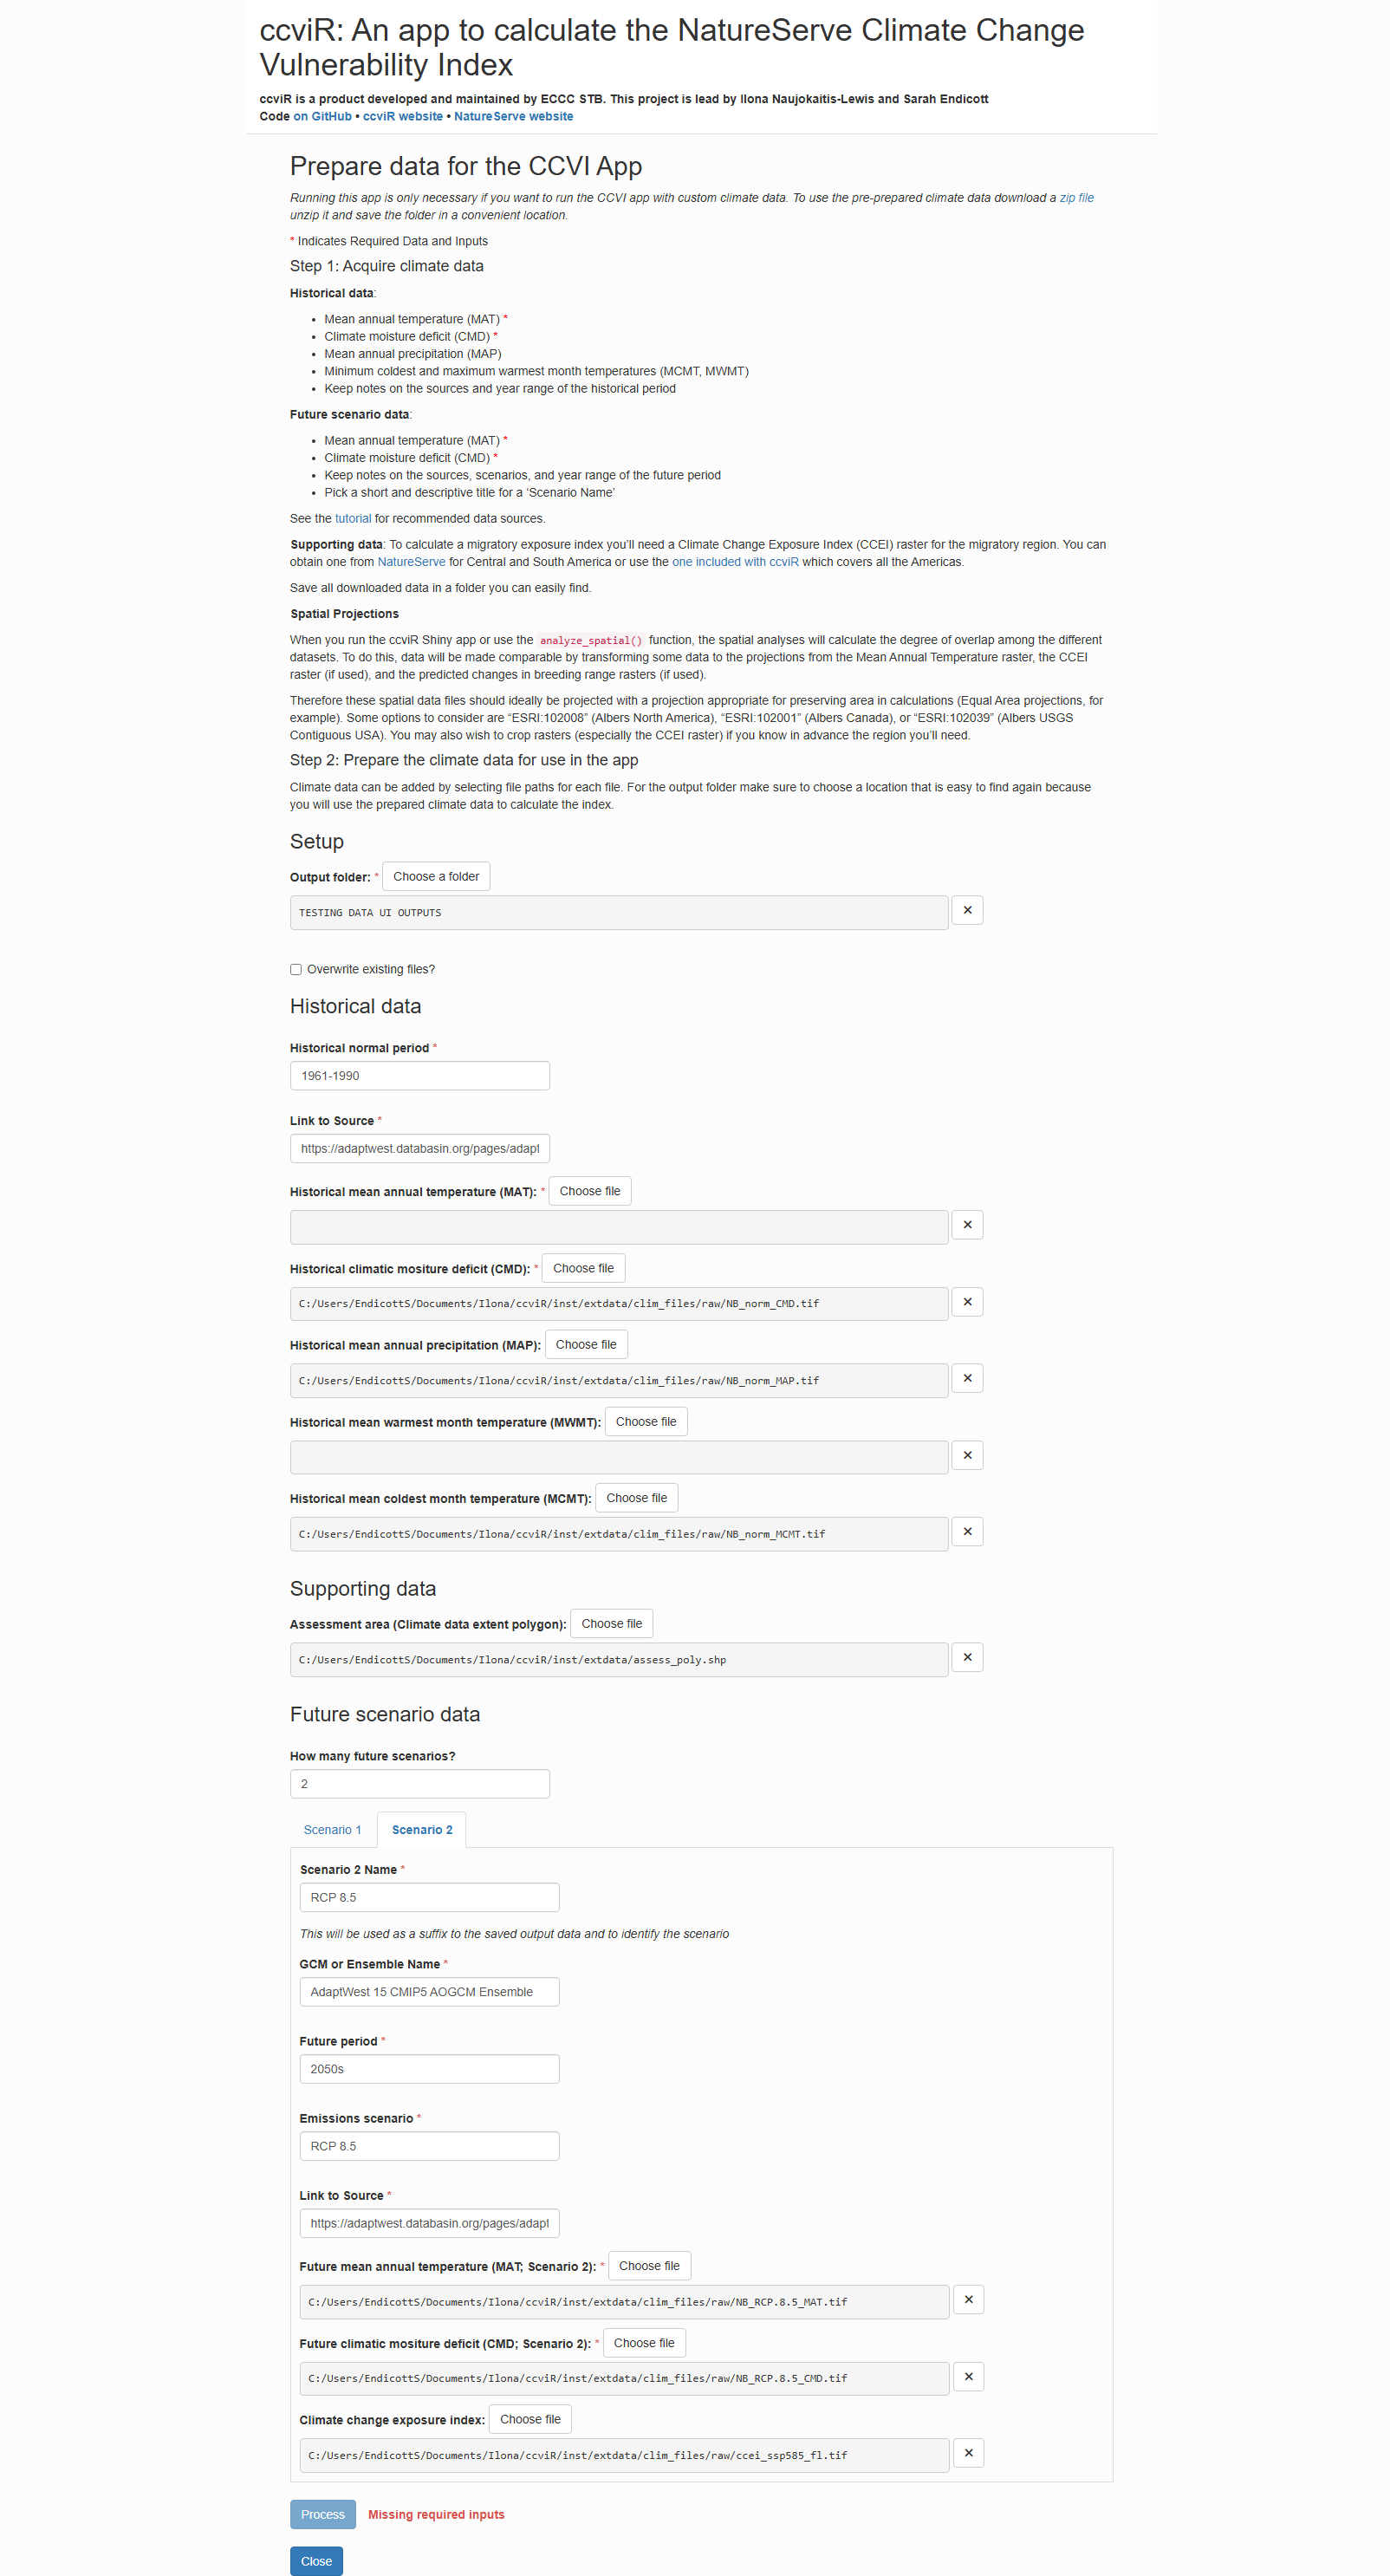 ccviR: An app to calculate the NatureServe Climate Change
Vulnerability Index
ccviR is a product developed and maintained by ECCC STB. This project is lead by Ilona Naujokaitis-Lewis and Sarah Endicott
Code on GitHub • ccviR website • NatureServe website
Prepare data for the CCVI App
Running this app is only necessary if you want to run the CCVI app with custom climate data. To use the pre-prepared climate data download a zip file
unzip it and save the folder in a convenient location.
* Indicates Required Data and Inputs
Step 1: Acquire climate data
Historical data:
• Mean annual temperature (MAT) *
• Climate moisture deficit (CMD) *
• Mean annual precipitation (MAP)
• Minimum coldest and maximum warmest month temperatures (MCMT, MWMT)
• Keep notes on the sources and year range of the historical period
Future scenario data:
• Mean annual temperature (MAT) *
• Climate moisture deficit (CMD) *
• Keep notes on the sources, scenarios, and year range of the future period
• Pick a short and descriptive title for a ‘Scenario Name’
See the tutorial for recommended data sources.
Supporting data: To calculate a migratory exposure index you’ll need a Climate Change Exposure Index (CCEI) raster for the migratory region. You can
obtain one from NatureServe for Central and South America or use the one included with ccviR which covers all the Americas.
Save all downloaded data in a folder you can easily find.
Spatial Projections
When you run the ccviR Shiny app or use the analyze_spatial() function, the spatial analyses will calculate the degree of overlap among the different
datasets. To do this, data will be made comparable by transforming some data to the projections from the Mean Annual Temperature raster, the CCEI
raster (if used), and the predicted changes in breeding range rasters (if used).
Therefore these spatial data files should ideally be projected with a projection appropriate for preserving area in calculations (Equal Area projections, for
example). Some options to consider are “ESRI:102008” (Albers North America), “ESRI:102001” (Albers Canada), or “ESRI:102039” (Albers USGS
Contiguous USA). You may also wish to crop rasters (especially the CCEI raster) if you know in advance the region you’ll need.
Step 2: Prepare the climate data for use in the app
Climate data can be added by selecting file paths for each file. For the output folder make sure to choose a location that is easy to find again because
you will use the prepared climate data to calculate the index.
Setup
Output folder: * Choose a folder
TESTING DATA UI OUTPUTS ×
Overwrite existing files?
Historical data
Historical normal period *
1961-1990
Link to Source *
https://adaptwest.databasin.org/pages/adapt
Historical mean annual temperature (MAT): * Choose file
×
Historical climatic mositure deficit (CMD): * Choose file
C:/Users/EndicottS/Documents/Ilona/ccviR/inst/extdata/clim_files/raw/NB_norm_CMD.tif ×
Historical mean annual precipitation (MAP): Choose file
C:/Users/EndicottS/Documents/Ilona/ccviR/inst/extdata/clim_files/raw/NB_norm_MAP.tif ×
Historical mean warmest month temperature (MWMT): Choose file
×
Historical mean coldest month temperature (MCMT): Choose file
C:/Users/EndicottS/Documents/Ilona/ccviR/inst/extdata/clim_files/raw/NB_norm_MCMT.tif ×
Supporting data
Assessment area (Climate data extent polygon): Choose file
C:/Users/EndicottS/Documents/Ilona/ccviR/inst/extdata/assess_poly.shp ×
Future scenario data
How many future scenarios?
2
Scenario 1 Scenario 2
Scenario 2 Name *
RCP 8.5
This will be used as a suffix to the saved output data and to identify the scenario
GCM or Ensemble Name *
AdaptWest 15 CMIP5 AOGCM Ensemble
Future period *
2050s
Emissions scenario *
RCP 8.5
Link to Source *
https://adaptwest.databasin.org/pages/adapt
Future mean annual temperature (MAT; Scenario 2): * Choose file
C:/Users/EndicottS/Documents/Ilona/ccviR/inst/extdata/clim_files/raw/NB_RCP.8.5_MAT.tif ×
Future climatic mositure deficit (CMD; Scenario 2): * Choose file
C:/Users/EndicottS/Documents/Ilona/ccviR/inst/extdata/clim_files/raw/NB_RCP.8.5_CMD.tif ×
Climate change exposure index: Choose file
C:/Users/EndicottS/Documents/Ilona/ccviR/inst/extdata/clim_files/raw/ccei_ssp585_fl.tif ×
Process Missing required inputs
Close